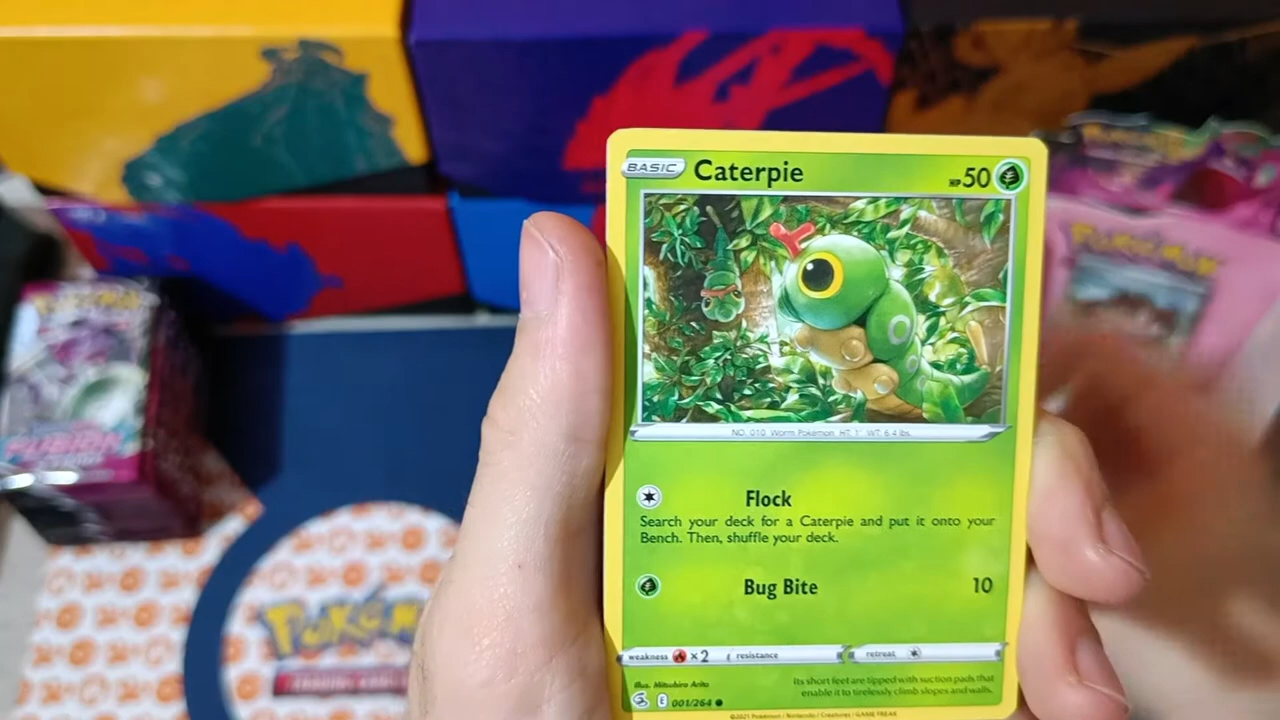 BASIC Caterpie HP 50
NO. 010 Worm Pokémon HT: 1' WT: 6.4 lbs.
Flock
Search your deck for a Caterpie and put it onto your
Bench. Then, shuffle your deck.
Bug Bite 10
weakness ×2 resistance retreat
Illus. Mitsuhiro Arita
Its short feet are tipped with suction pads that
enable it to tirelessly climb slopes and walls.
E 001/264
©2021 Pokémon / Nintendo / Creatures / GAME FREAK
POKÉMON
FUSION
POKÉMON
Pokémon